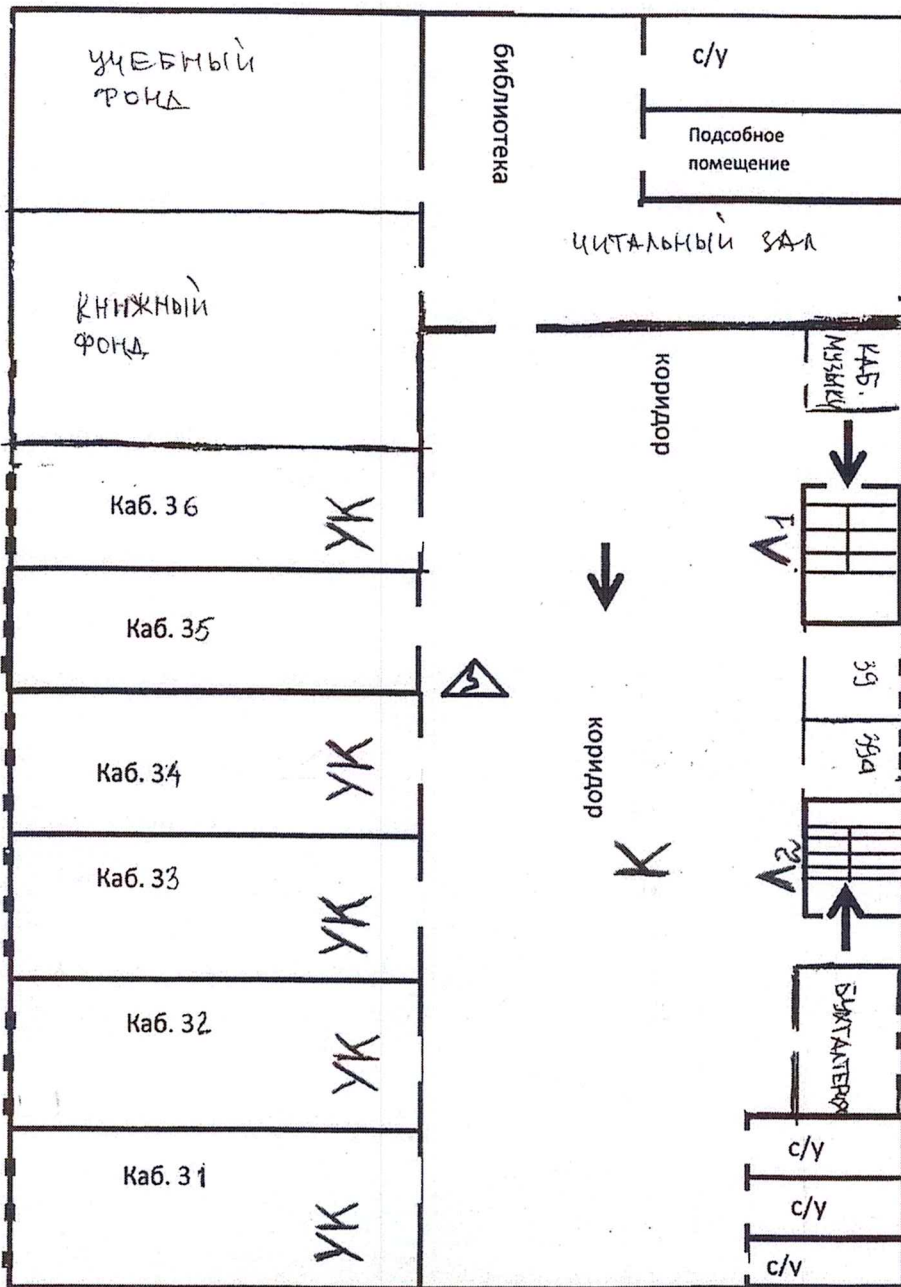 УЧЕБНЫЙ
ФОНД
библиотека
с/у
Подсобное
помещение
ЧИТАЛЬНЫЙ ЗАЛ
КНИЖНЫЙ
ФОНД
коридор
КАБ.
МУЗЫКИ
Каб. 36
УК
Л1
Каб. 35
39
39а
коридор
Каб. 34
УК
К
Л2
Каб. 33
УК
БУХГАЛТЕРИЯ
Каб. 32
УК
с/у
Каб. 31
УК
с/у
с/у